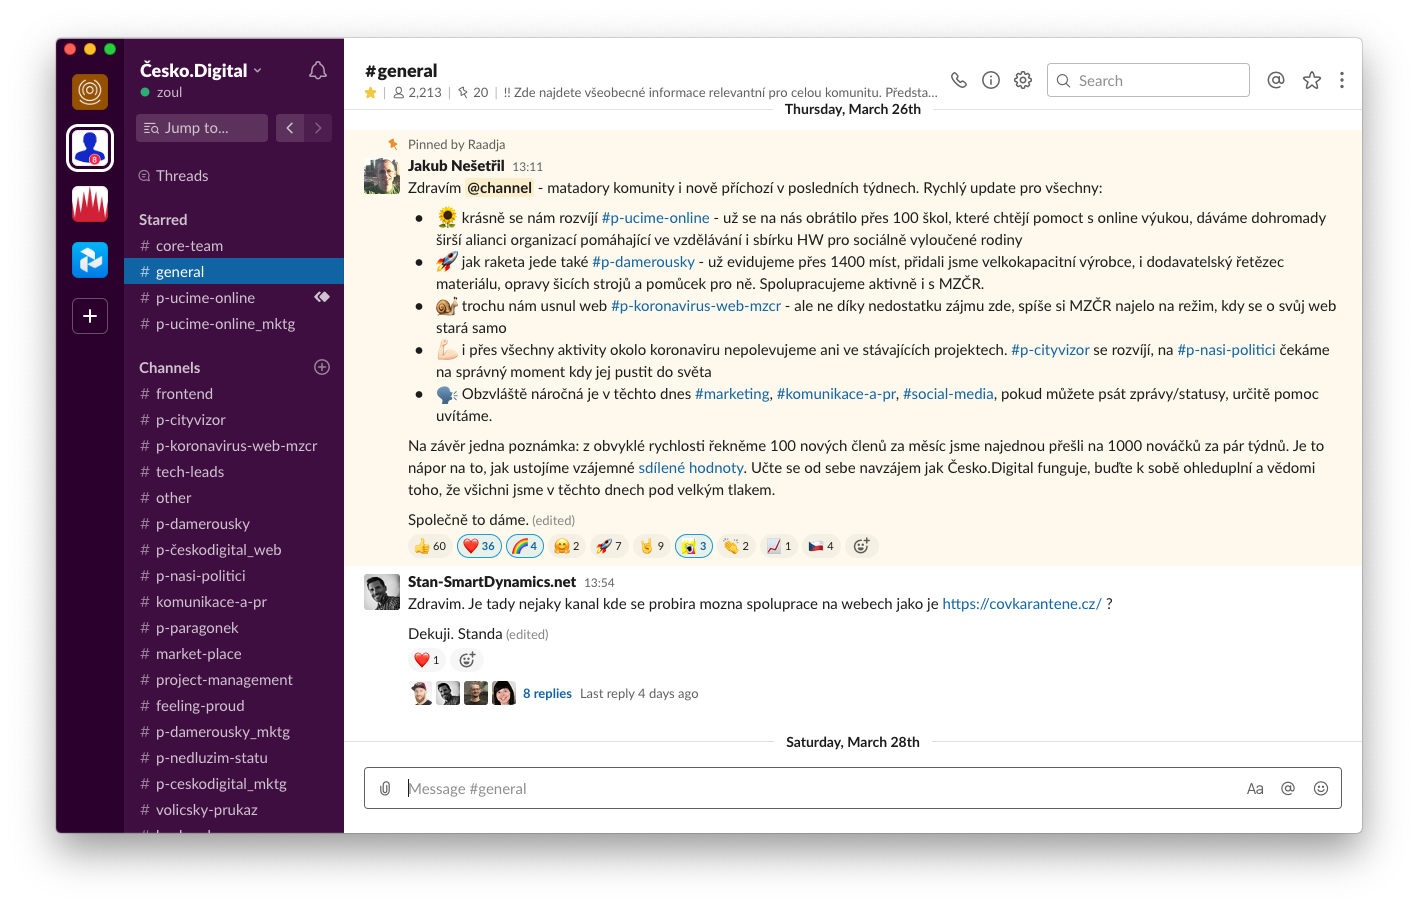 Česko.Digital
zoul
Jump to...
Threads
Starred
# core-team
# general
# p-ucime-online
# p-ucime-online_mktg
Channels
# frontend
# p-cityvizor
# p-koronavirus-web-mzcr
# tech-leads
# other
# p-damerousky
# p-českodigital_web
# p-nasi-politici
# komunikace-a-pr
# p-paragonek
# market-place
# project-management
# feeling-proud
# p-damerousky_mktg
# p-nedluzim-statu
# p-ceskodigital_mktg
# volicsky-prukaz
#general
2,213 | 20 | !! Zde najdete všeobecné informace relevantní pro celou komunitu. Předsta...
Search
Thursday, March 26th
Pinned by Raadja
Jakub Nešetřil 13:11
Zdravím @channel - matadory komunity i nově příchozí v posledních týdnech. Rychlý update pro všechny:
• 🌻 krásně se nám rozvíjí #p-ucime-online - už se na nás obrátilo přes 100 škol, které chtějí pomoct s online výukou, dáváme dohromady
širší alianci organizací pomáhající ve vzdělávání i sbírku HW pro sociálně vyloučené rodiny
• 🚀 jak raketa jede také #p-damerousky - už evidujeme přes 1400 míst, přidali jsme velkokapacitní výrobce, i dodavatelský řetězec
materiálu, opravy šicích strojů a pomůcek pro ně. Spolupracujeme aktivně i s MZČR.
• 🐌 trochu nám usnul web #p-koronavirus-web-mzcr - ale ne díky nedostatku zájmu zde, spíše si MZČR najelo na režim, kdy se o svůj web
stará samo
• 💪🏻 i přes všechny aktivity okolo koronaviru nepolevujeme ani ve stávajících projektech. #p-cityvizor se rozvíjí, na #p-nasi-politici čekáme
na správný moment kdy jej pustit do světa
• 🗣 Obzvláště náročná je v těchto dnes #marketing, #komunikace-a-pr, #social-media, pokud můžete psát zprávy/statusy, určitě pomoc
uvítáme.
Na závěr jedna poznámka: z obvyklé rychlosti řekněme 100 nových členů za měsíc jsme najednou přešli na 1000 nováčků za pár týdnů. Je to
nápor na to, jak ustojíme vzájemné sdílené hodnoty. Učte se od sebe navzájem jak Česko.Digital funguje, buďte k sobě ohleduplní a vědomi
toho, že všichni jsme v těchto dnech pod velkým tlakem.
Společně to dáme. (edited)
👍 60 ❤️ 36 🌈 4 🤗 2 🚀 7 🤘 9 3 👏 2 📈 1 🇨🇿 4
Stan-SmartDynamics.net 13:54
Zdravim. Je tady nejaky kanal kde se probira mozna spoluprace na webech jako je https://covkarantene.cz/ ?
Dekuji. Standa (edited)
❤️ 1
8 replies Last reply 4 days ago
Saturday, March 28th
Message #general
Aa